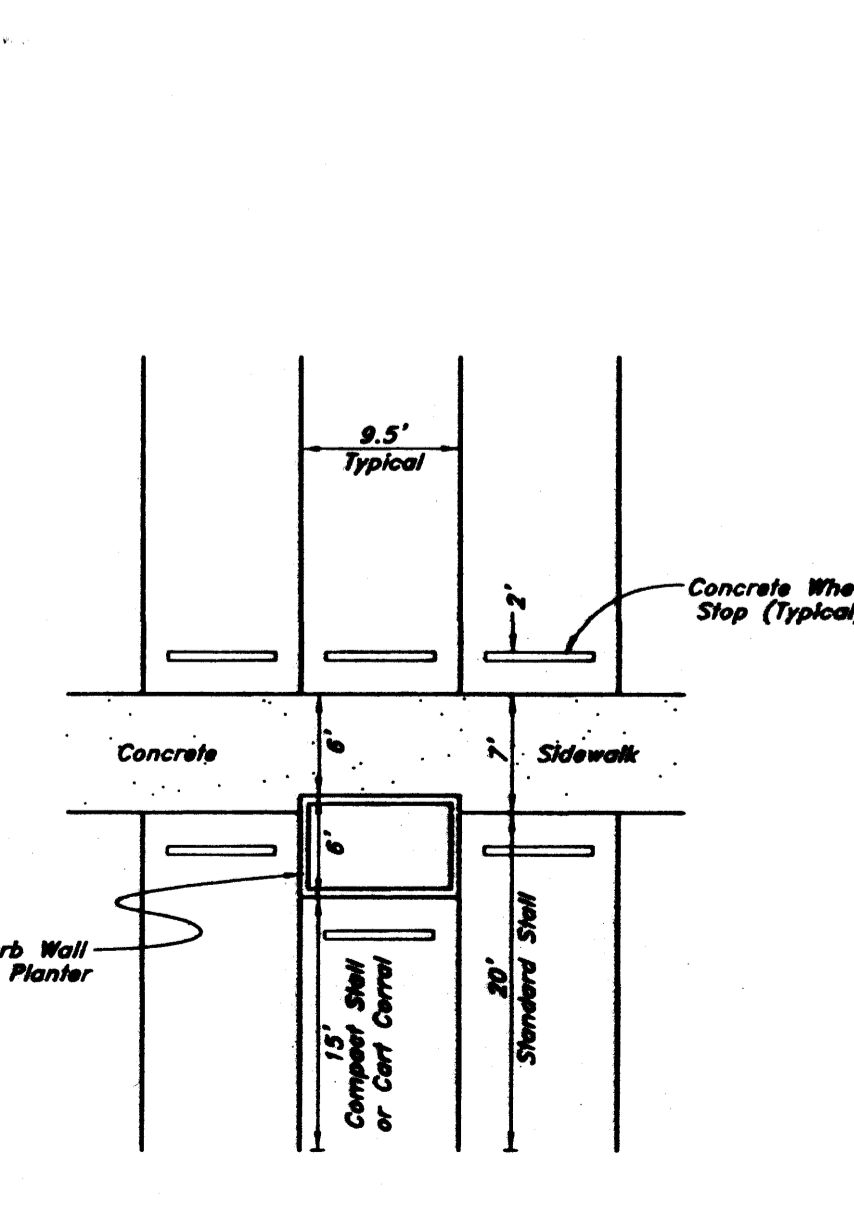 9.5'
Typical
2'
Concrete Whe
Stop (Typical
6'
7'
Concrete
Sidewalk
6'
rb Wall
Planter
15'
Compact Stall
or Cart Corral
20'
Standard Stall